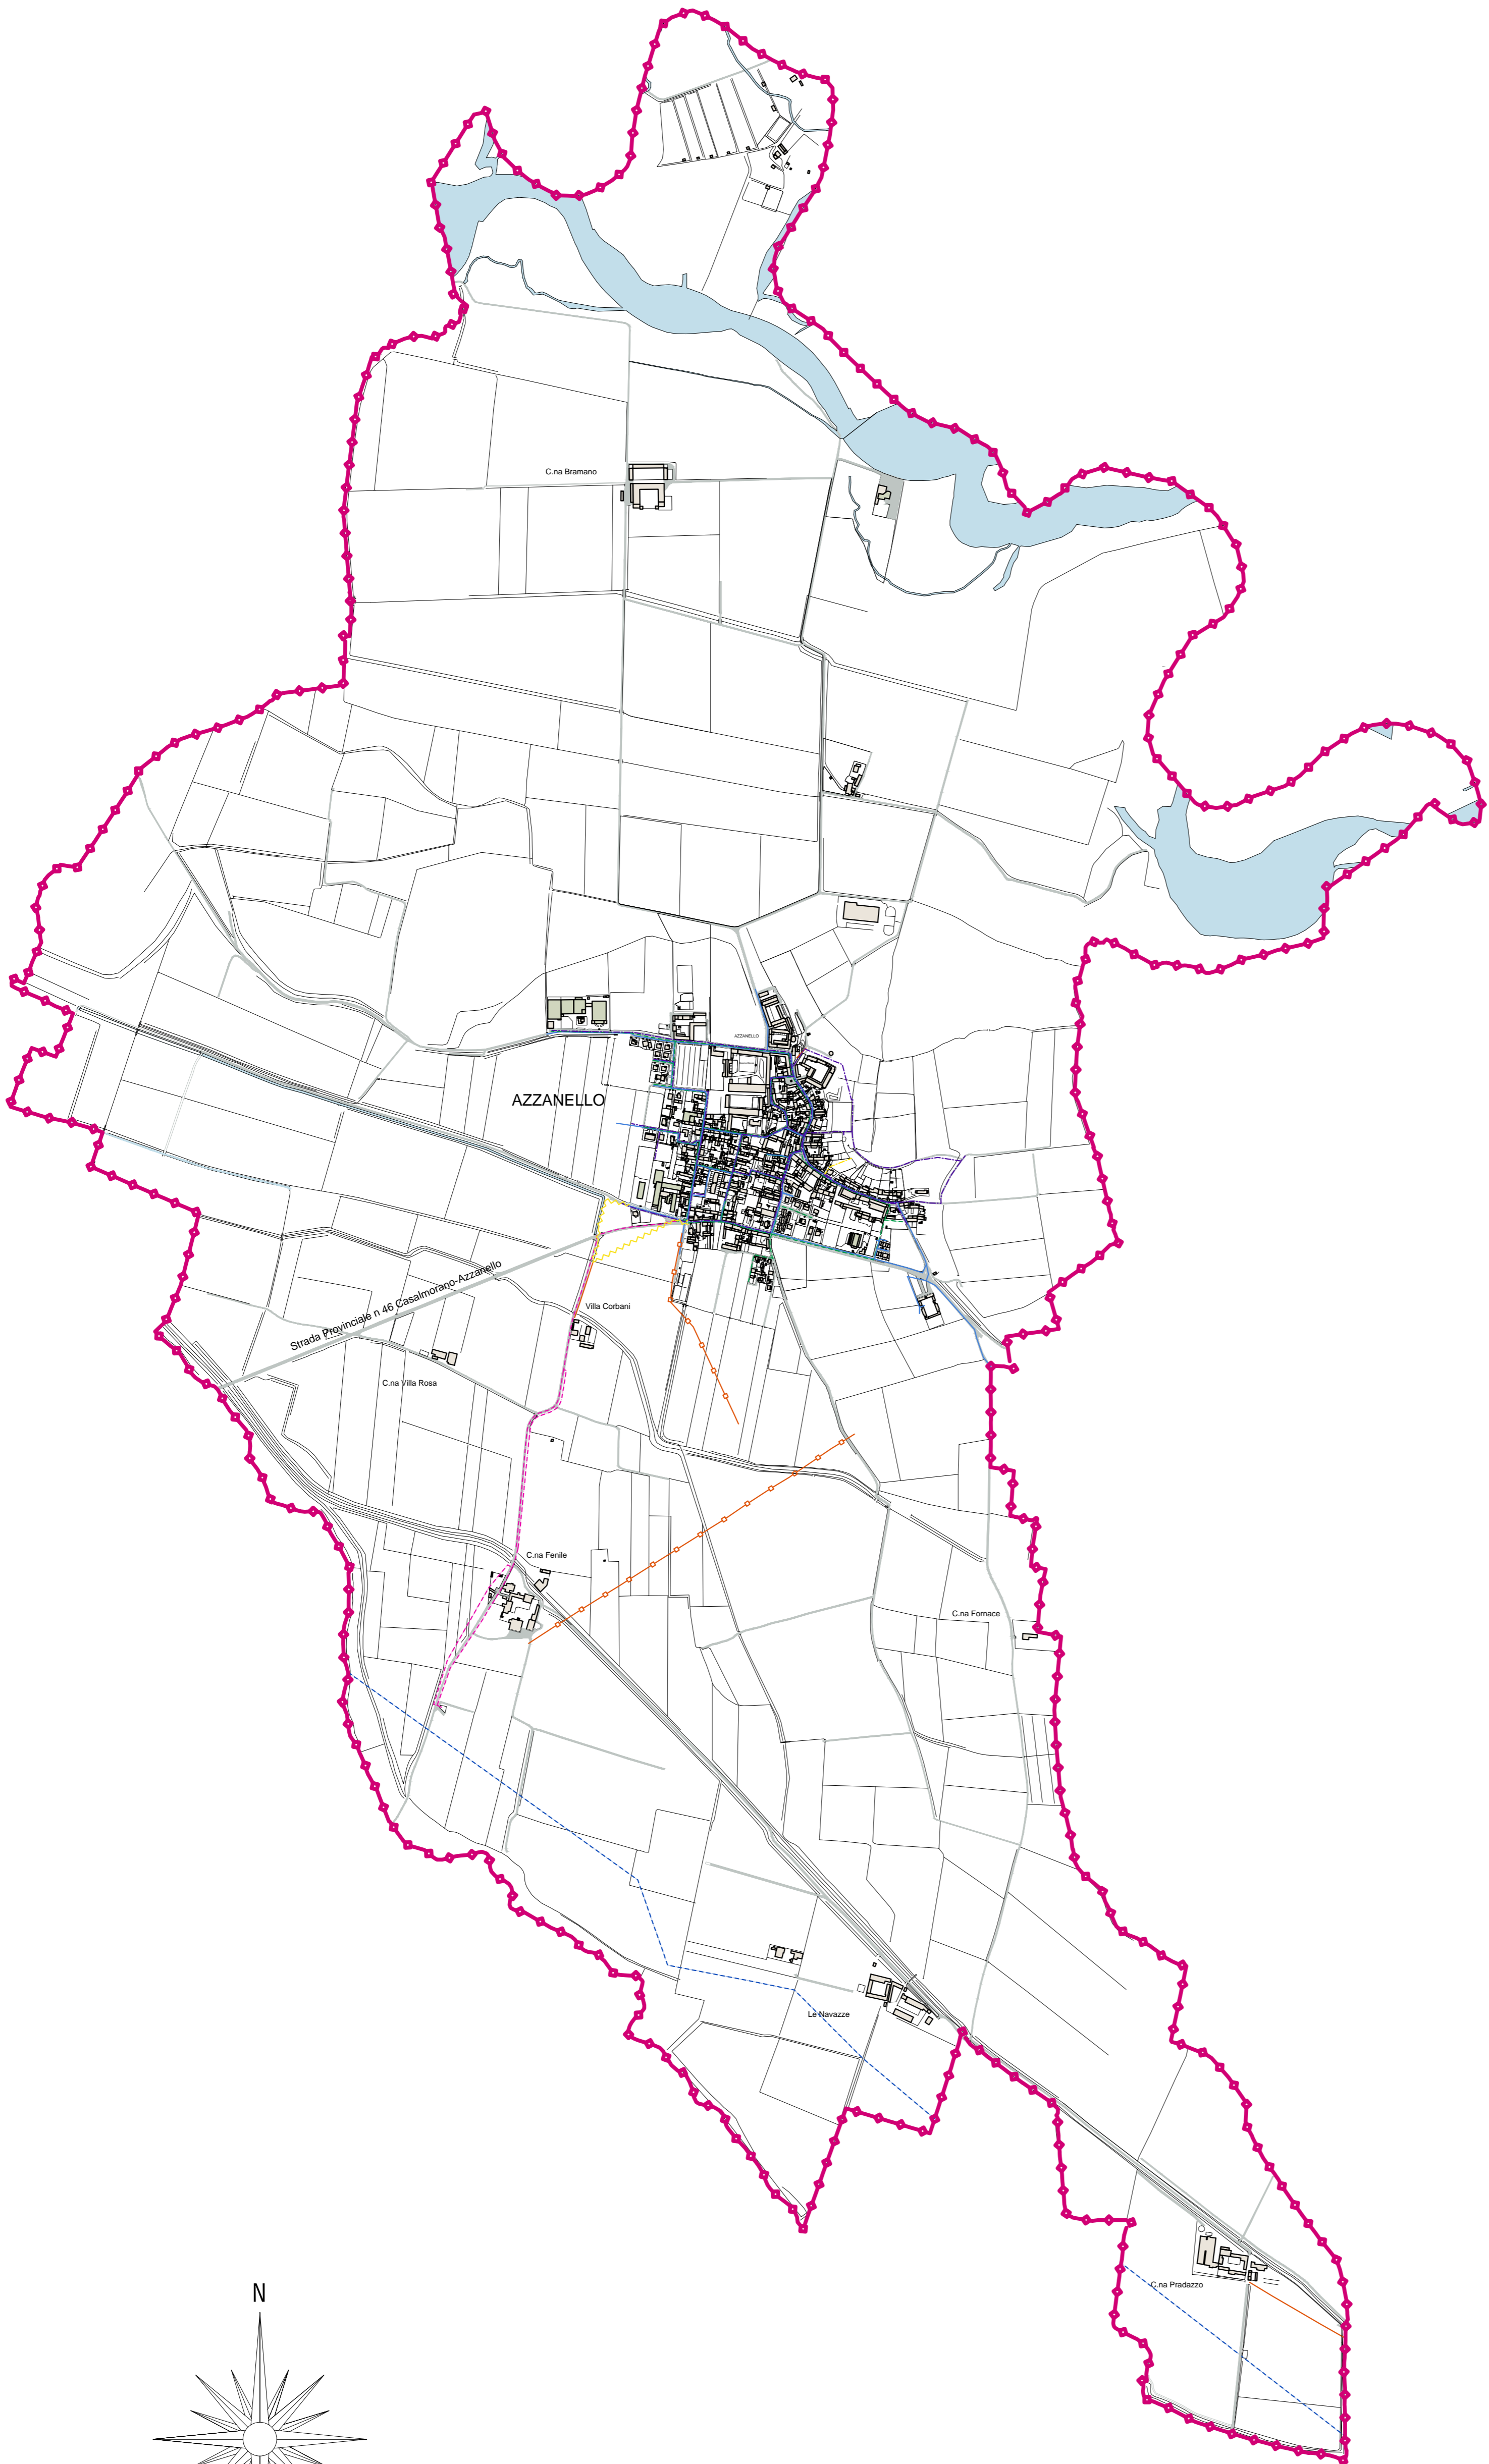 C.na Bramano
AZZANELLO
AZZANELLO
Strada Provinciale n 46 Casalmorano-Azzanello
Villa Corbani
C.na Villa Rosa
C.na Fenile
C.na Fornace
Le Navazze
C.na Pradazzo
N